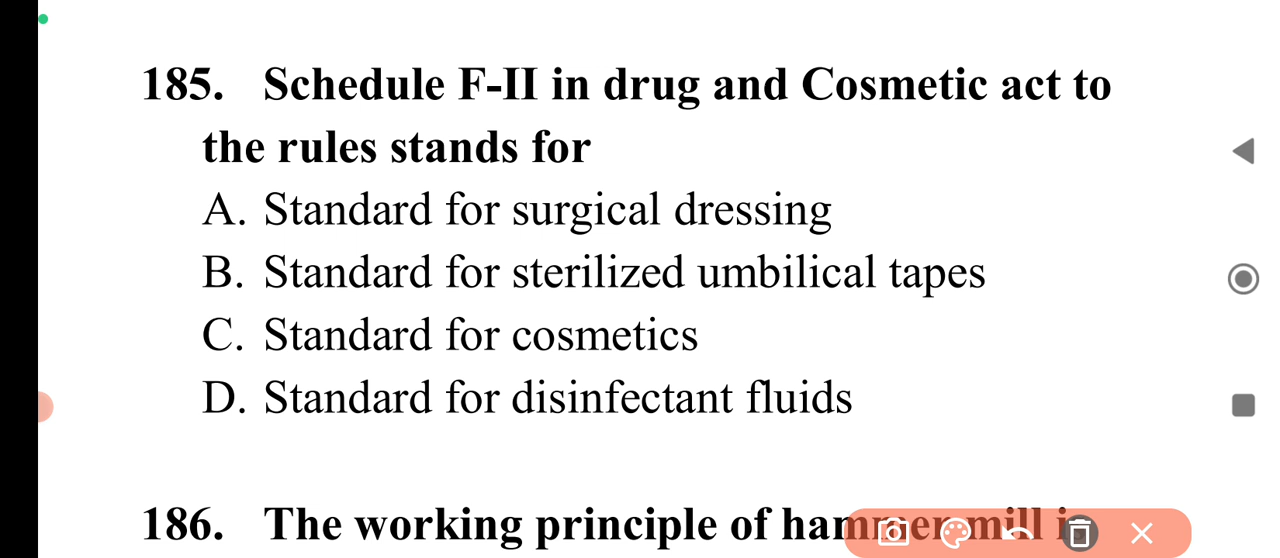 185. Schedule F-II in drug and Cosmetic act to
the rules stands for
A. Standard for surgical dressing
B. Standard for sterilized umbilical tapes
C. Standard for cosmetics
D. Standard for disinfectant fluids
186. The working principle of hammer mill is